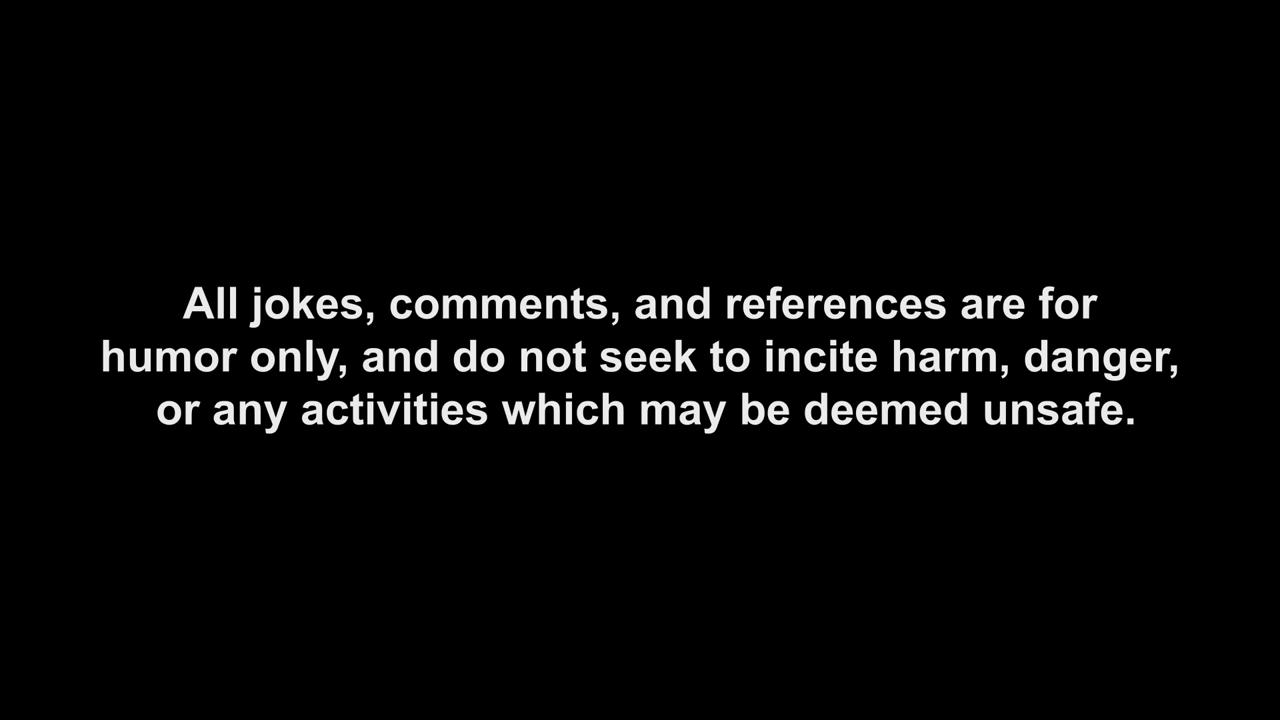 All jokes, comments, and references are for
humor only, and do not seek to incite harm, danger,
or any activities which may be deemed unsafe.